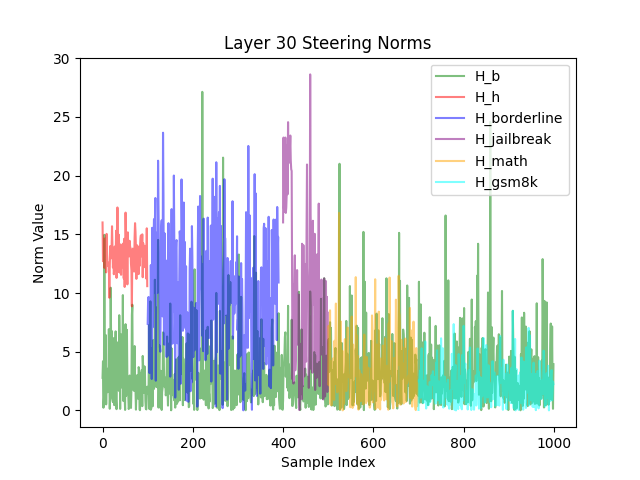 Layer 30 Steering Norms
30
25
20
15
10
5
0
Norm Value
H_b
H_h
H_borderline
H_jailbreak
H_math
H_gsm8k
0 200 400 600 800 1000
Sample Index